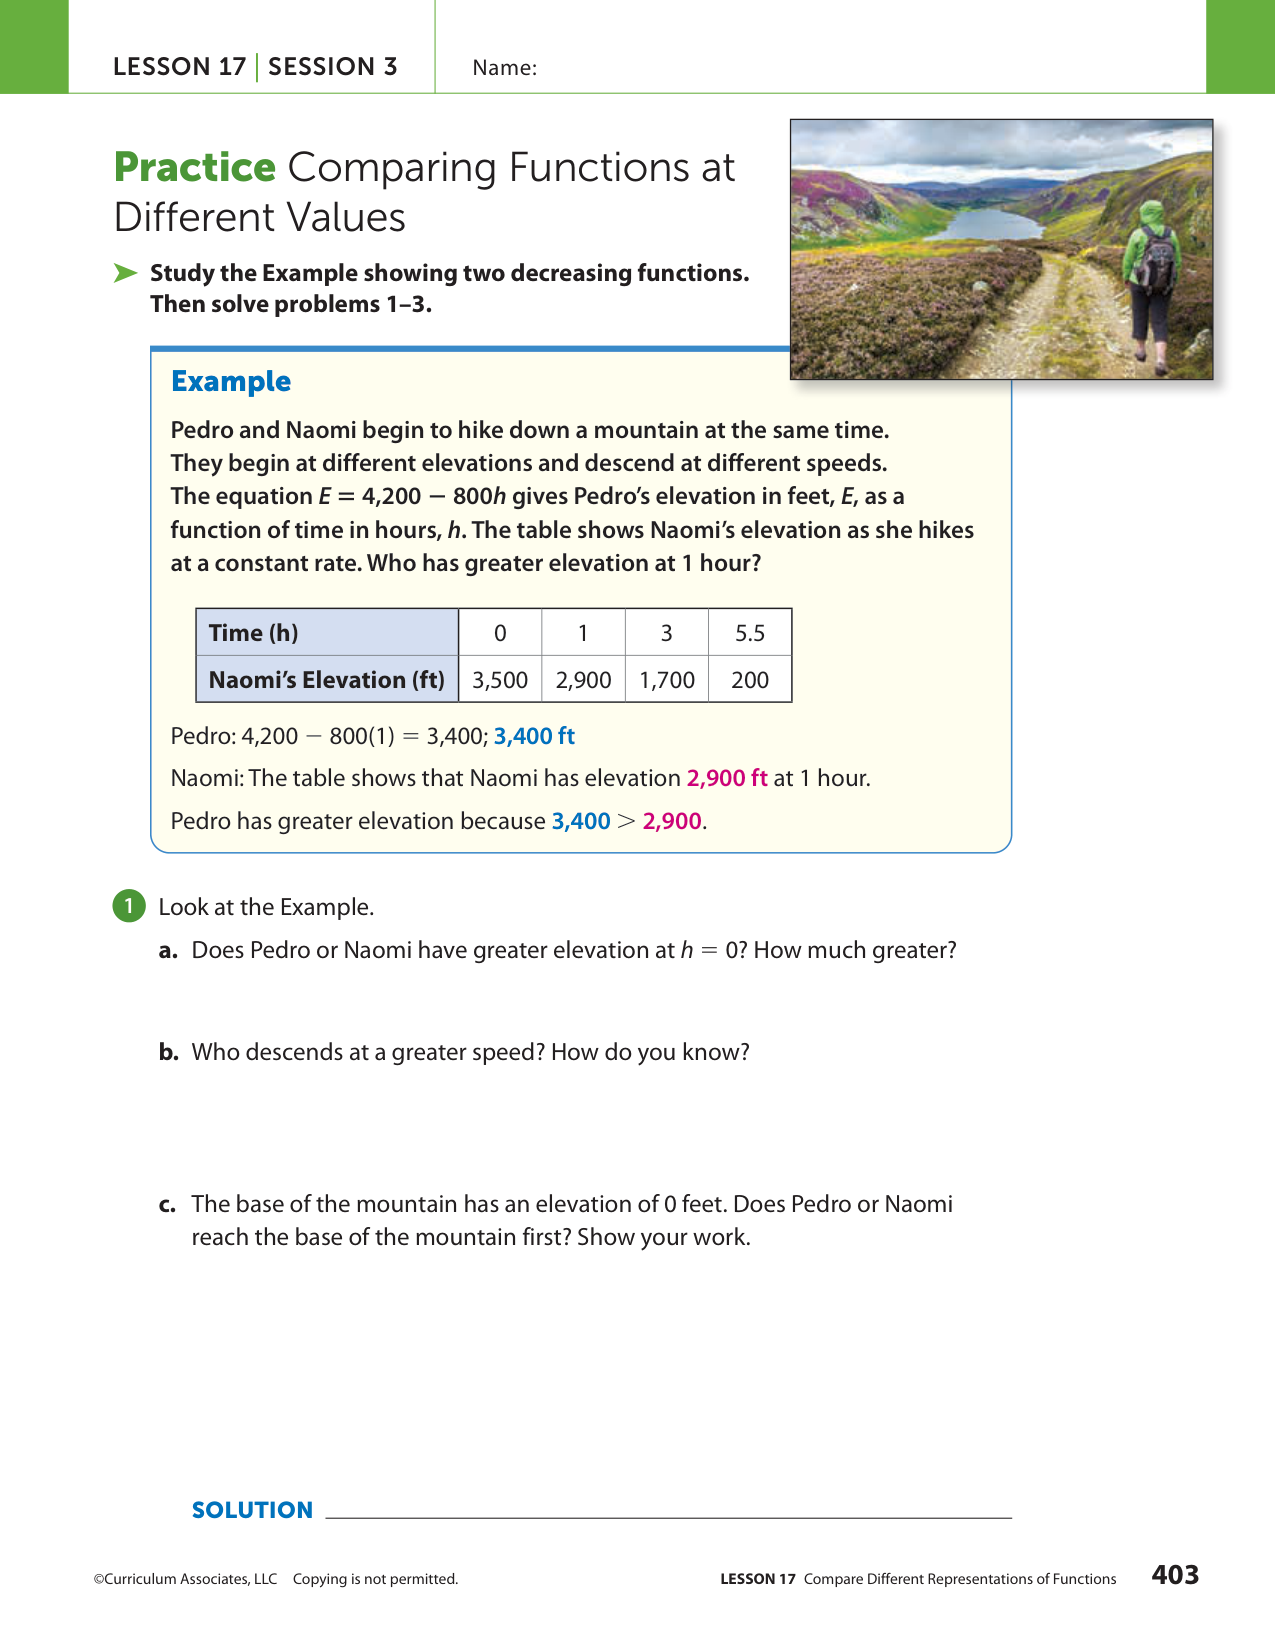 LESSON 17 | SESSION 3
Name:
Practice Comparing Functions at
Different Values
➤ Study the Example showing two decreasing functions.
Then solve problems 1–3.
Example
Pedro and Naomi begin to hike down a mountain at the same time.
They begin at different elevations and descend at different speeds.
The equation E = 4,200 − 800h gives Pedro’s elevation in feet, E, as a
function of time in hours, h. The table shows Naomi’s elevation as she hikes
at a constant rate. Who has greater elevation at 1 hour?
Time (h) 0 1 3 5.5
Naomi’s Elevation (ft) 3,500 2,900 1,700 200
Pedro: 4,200 − 800(1) = 3,400; 3,400 ft
Naomi: The table shows that Naomi has elevation 2,900 ft at 1 hour.
Pedro has greater elevation because 3,400 > 2,900.
1 Look at the Example.
a. Does Pedro or Naomi have greater elevation at h = 0? How much greater?
b. Who descends at a greater speed? How do you know?
c. The base of the mountain has an elevation of 0 feet. Does Pedro or Naomi
reach the base of the mountain first? Show your work.
SOLUTION
©Curriculum Associates, LLC Copying is not permitted.
LESSON 17 Compare Different Representations of Functions 403